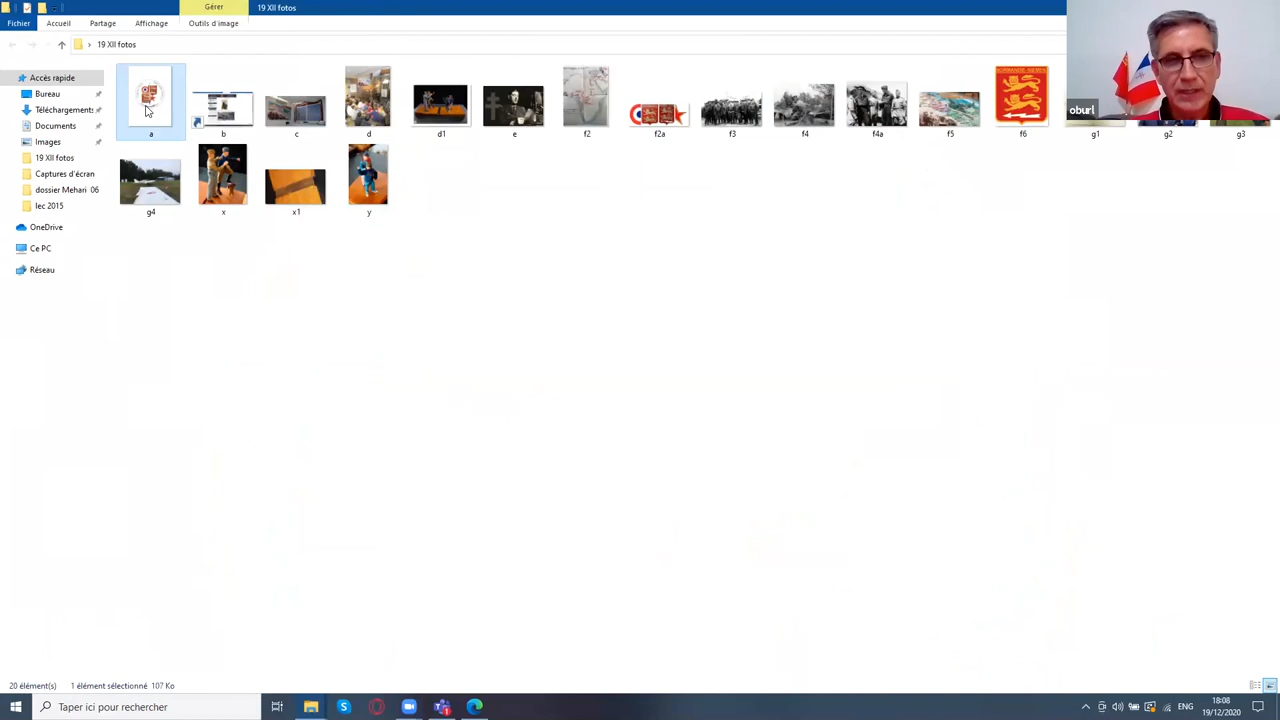 Gérer
19 XII fotos
Fichier
Accueil
Partage
Affichage
Outils d'image
19 XII fotos
Accès rapide
Bureau
Téléchargements
Documents
Images
19 XII fotos
Captures d'écran
dossier Mehari 06
lec 2015
OneDrive
Ce PC
Réseau
a
b
c
d
d1
e
f2
f2a
f3
f4
f4a
f5
f6
g1
g2
g3
g4
x
x1
y
oburl
20 élément(s)
1 élément sélectionné 107 Ko
Taper ici pour rechercher
ENG
18:08
19/12/2020